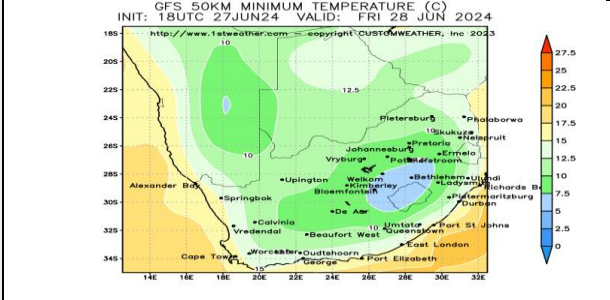 GFS 50KM MINIMUM TEMPERATURE (C)
INIT: 18UTC 27JUN24 VALID: FRI 28 JUN 2024
http://www.1stweather.com — copyright CUSTOMWEATHER, Inc 2023
18S
20S
22S
24S
26S
28S
30S
32S
34S
10
12.5
10
10
10
15
Pietersburg
Phalaborwa
Skukuza
Nelspruit
Pretoria
Johannesburg
Ermelo
Vryburg
Upington
Welkom
Bethlehem
Ulundi
Kimberley
Ladysmith
Richards B
Bloemfontein
Alexander Bay
Springbok
Pietermaritzburg
Durban
De Aar
Calvinia
Vredendal
Umtata
Port St Johns
Queenstown
Beaufort West
East London
Worcester
Oudtshoorn
Cape Town
George
Port Elizabeth
14E
16E
18E
20E
22E
24E
26E
28E
30E
32E
27.5
25
22.5
20
17.5
15
12.5
10
7.5
5
2.5
0